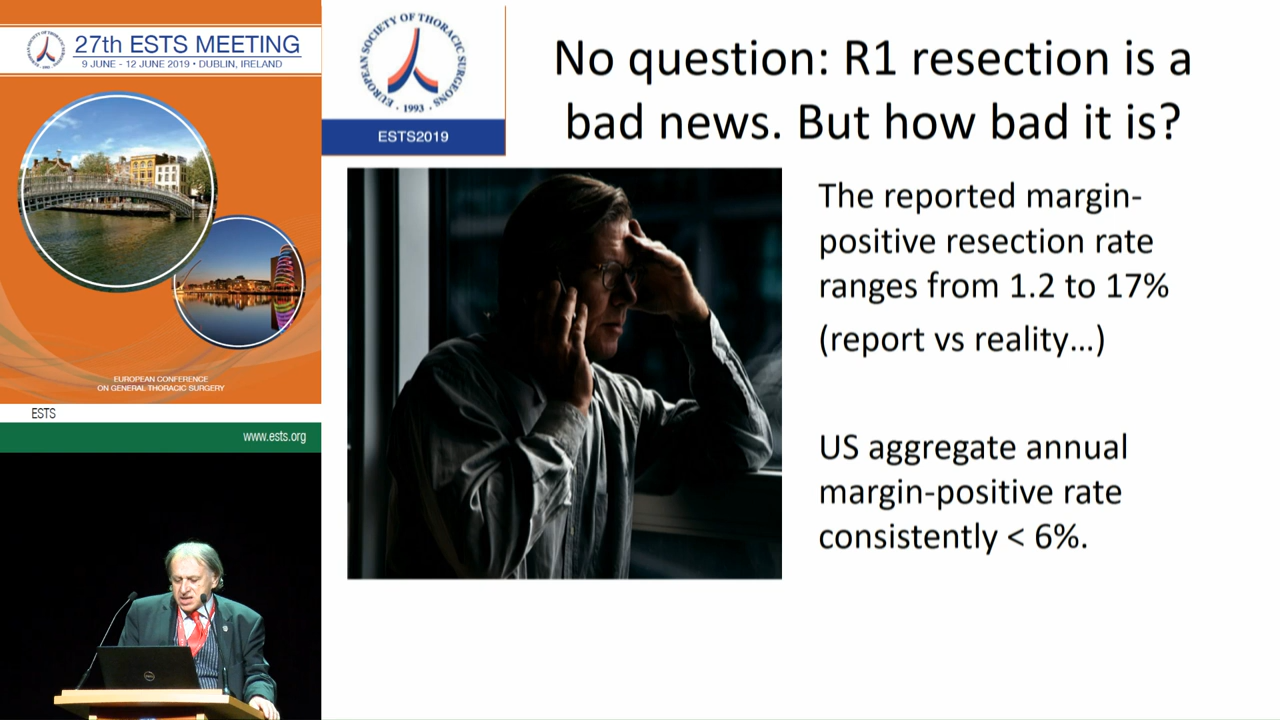 27th ESTS MEETING
9 JUNE - 12 JUNE 2019 • DUBLIN, IRELAND
EUROPEAN CONFERENCE
ON GENERAL THORACIC SURGERY
ESTS
www.ests.org
EUROPEAN SOCIETY OF THORACIC SURGEONS
· 1993 ·
ESTS2019
No question: R1 resection is a
bad news. But how bad it is?
The reported margin-
positive resection rate
ranges from 1.2 to 17%
(report vs reality…)
US aggregate annual
margin-positive rate
consistently < 6%.